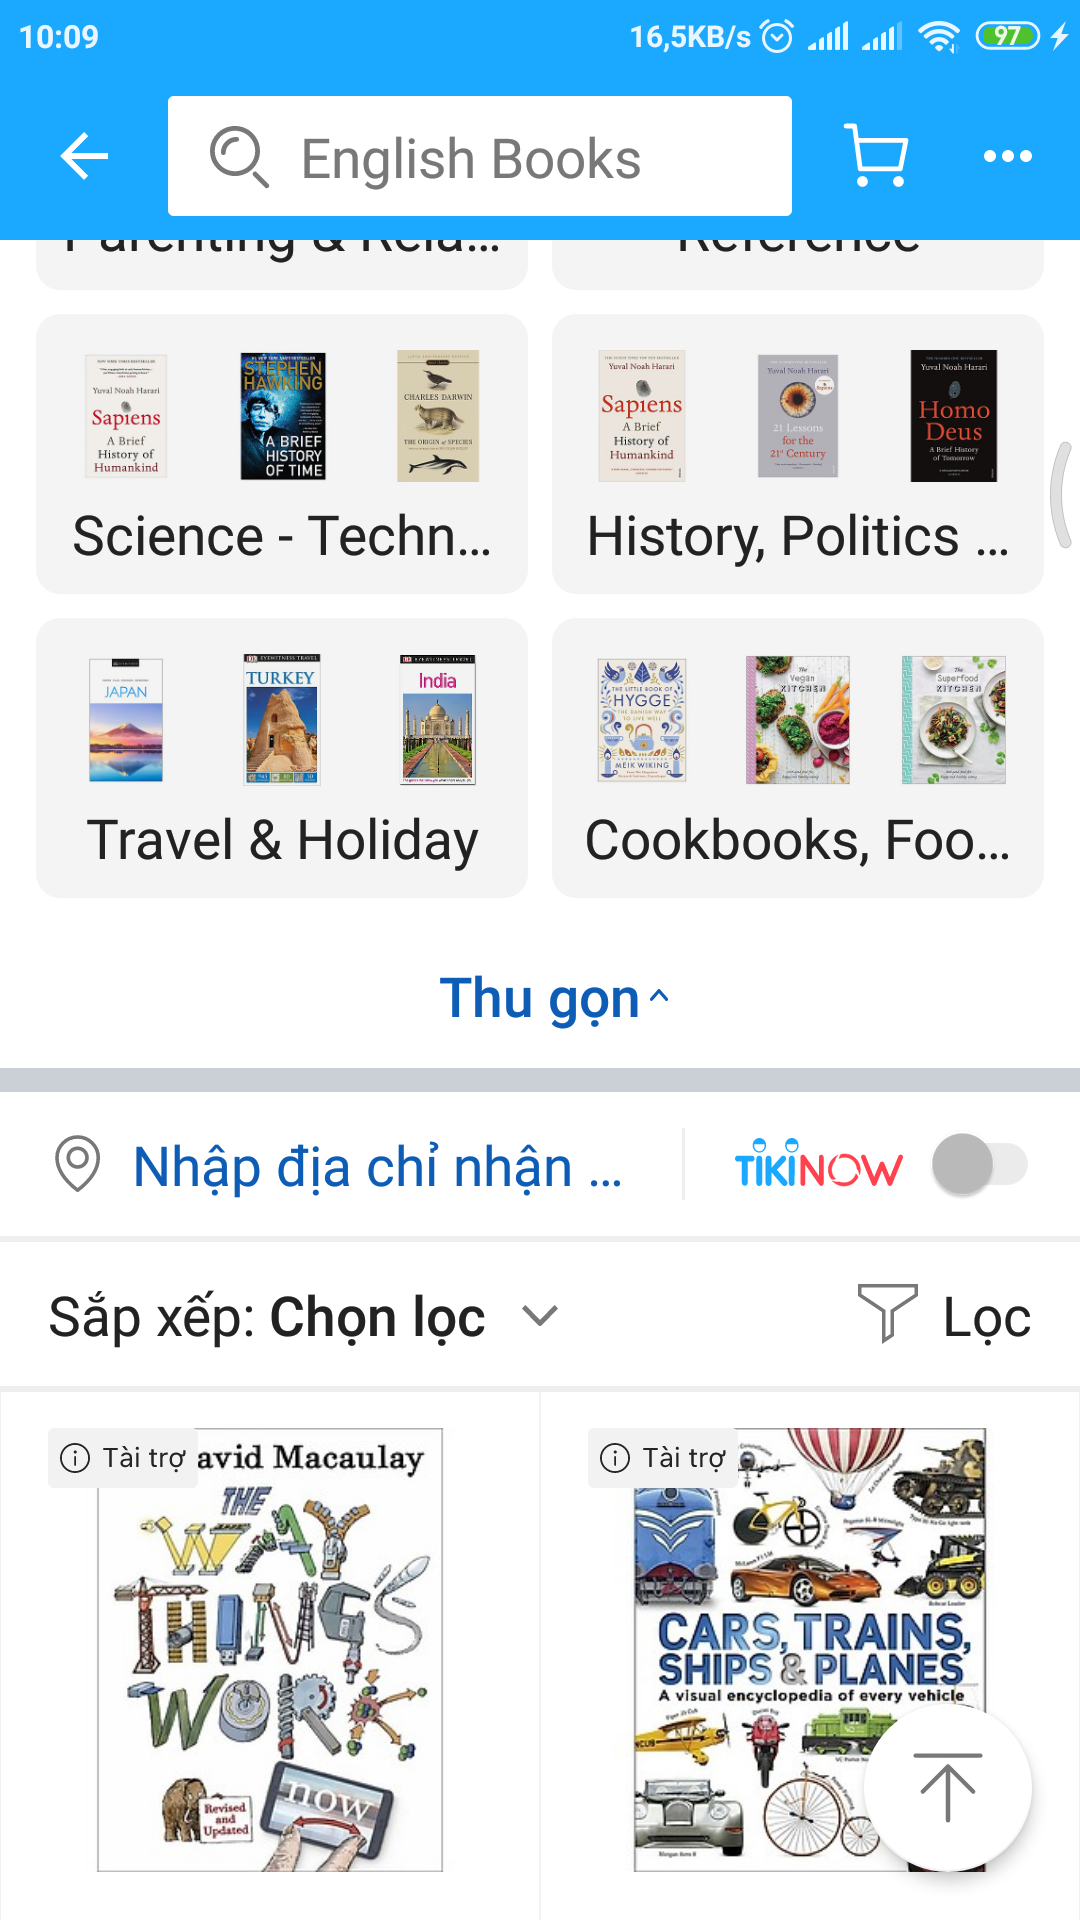 10:09
16,5KB/s
97
English Books
Parenting & Rela...
Reference
Yuval Noah Harari
Sapiens
A Brief
History of
Humankind
STEPHEN
HAWKING
A BRIEF
HISTORY
OF TIME
CHARLES DARWIN
THE ORIGIN of SPECIES
Science - Techn...
Yuval Noah Harari
Sapiens
A Brief
History of
Humankind
Yuval Noah Harari
21 Lessons
for the
21st Century
Yuval Noah Harari
Homo
Deus
A Brief History
of Tomorrow
History, Politics ...
JAPAN
EYEWITNESS TRAVEL
TURKEY
India
Travel & Holiday
THE LITTLE BOOK OF
HYGGE
THE DANISH WAY
TO LIVE WELL
MEIK WIKING
The
Vegan
KITCHEN
The
Superfood
KITCHEN
Cookbooks, Foo...
Thu gọn
Nhập địa chỉ nhận ...
TIKINOW
Sắp xếp: Chọn lọc
Lọc
Tài trợ
avid Macaulay
THE
WAY
THINGS
WORK
now
Revised
and
Updated
Tài trợ
CARS, TRAINS,
SHIPS & PLANES
A visual encyclopedia of every vehicle